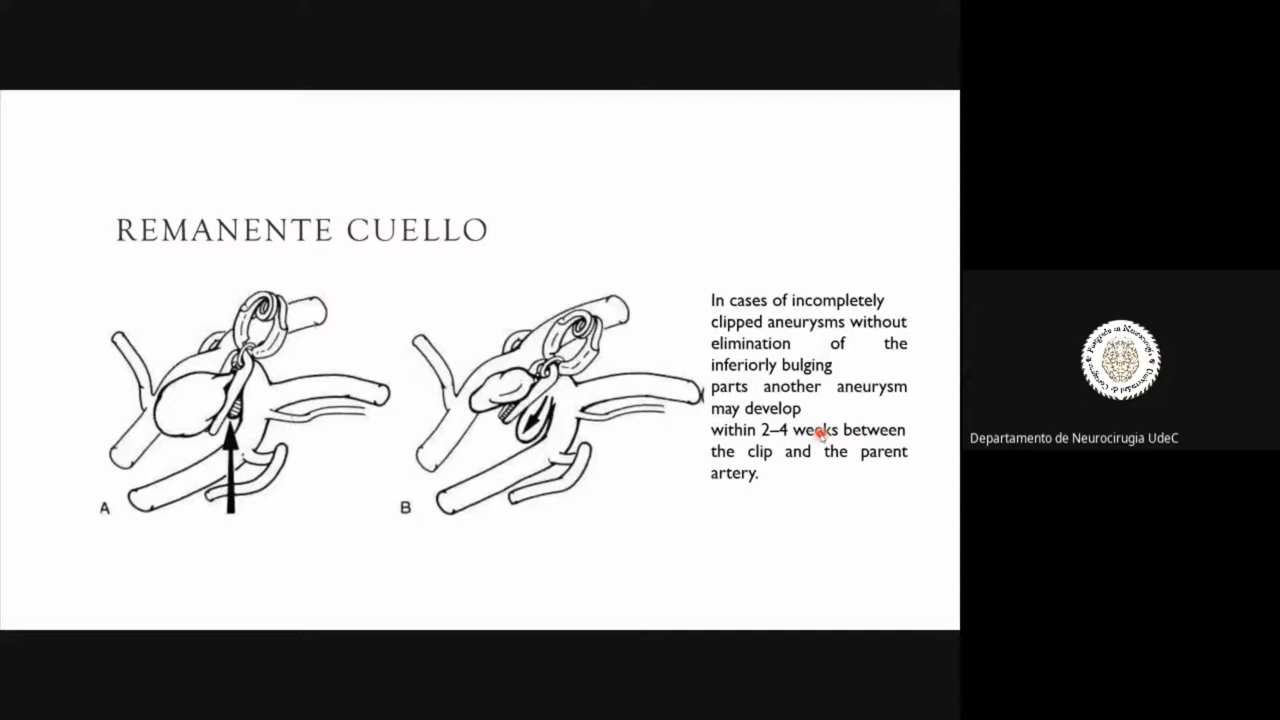 REMANENTE CUELLO
In cases of incompletely
clipped aneurysms without
elimination of the
inferiorly bulging
parts another aneurysm
may develop
within 2–4 weeks between
the clip and the parent
artery.
A
B
Departamento de Neurocirugia UdeC